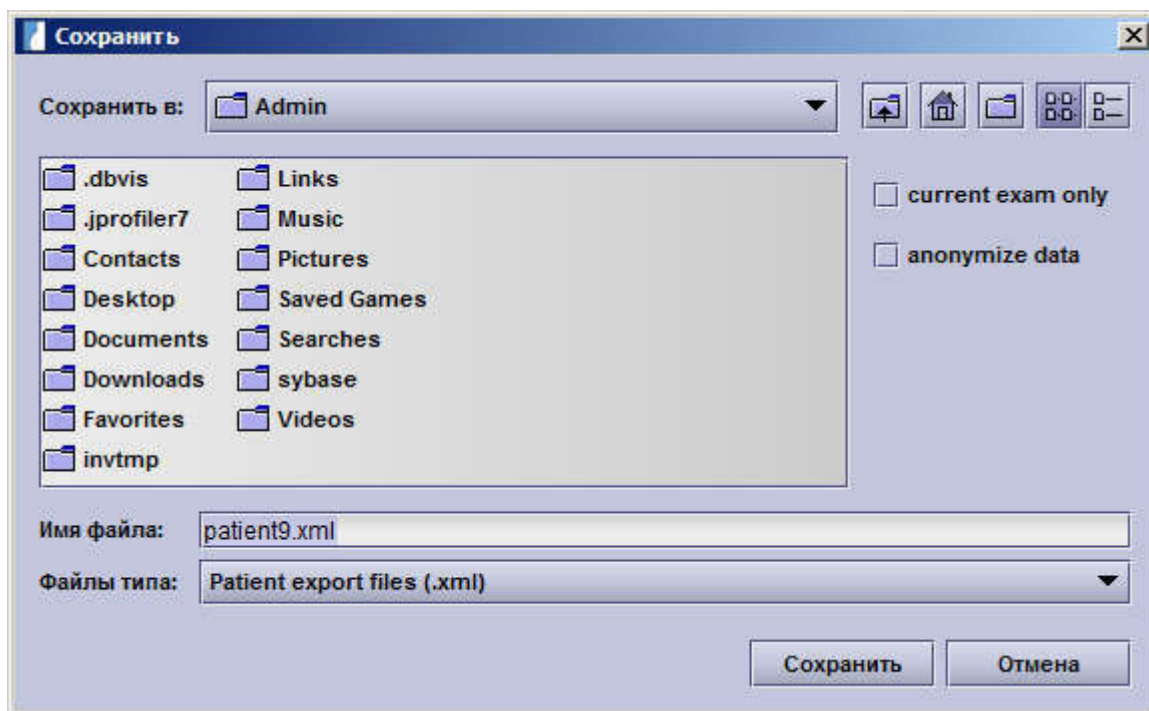 Сохранить
Сохранить в: Admin
.dbvis Links
.jprofiler7 Music
Contacts Pictures
Desktop Saved Games
Documents Searches
Downloads sybase
Favorites Videos
invtmp
current exam only
anonymize data
Имя файла: patient9.xml
Файлы типа: Patient export files (.xml)
Сохранить Отмена